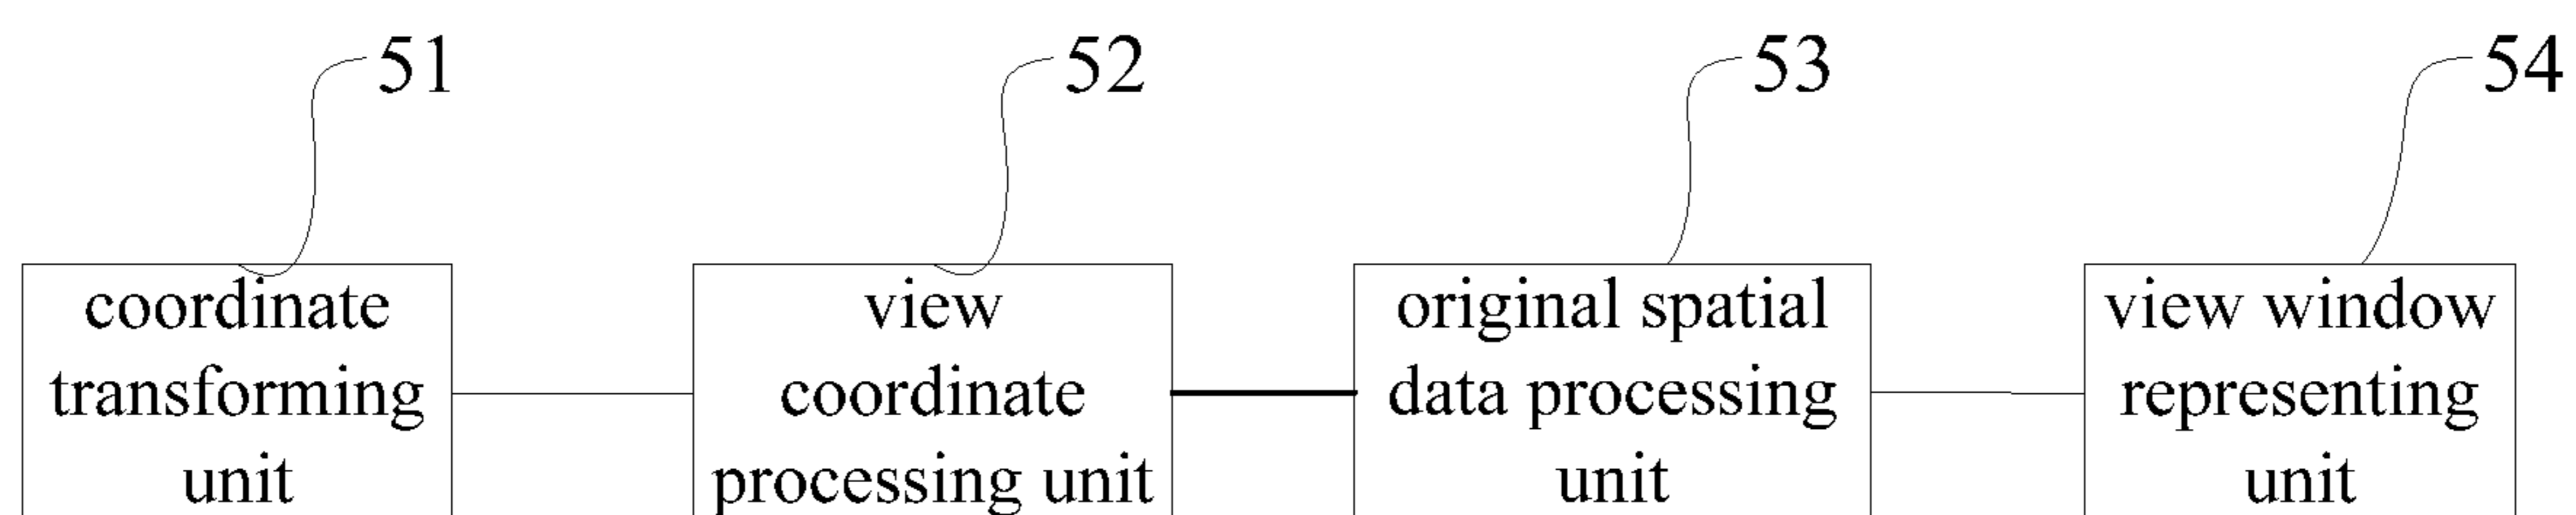 51
52
53
54
coordinate
transforming
unit
view
coordinate
processing unit
original spatial
data processing
unit
view window
representing
unit